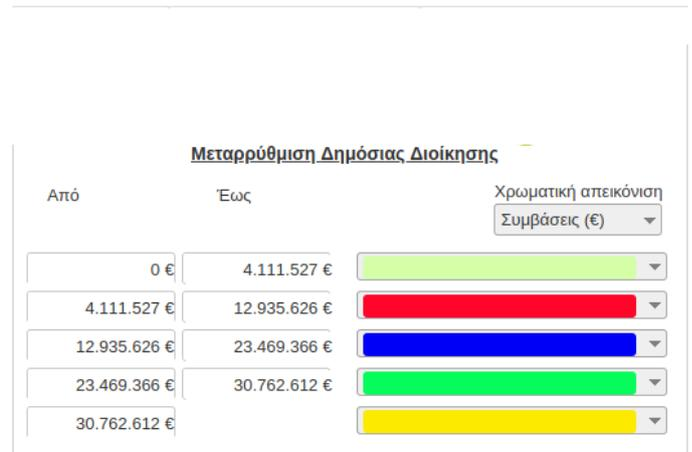 Μεταρρύθμιση Δημόσιας Διοίκησης
Από Έως Χρωματική απεικόνιση
Συμβάσεις (€)
0 € 4.111.527 €
4.111.527 € 12.935.626 €
12.935.626 € 23.469.366 €
23.469.366 € 30.762.612 €
30.762.612 €